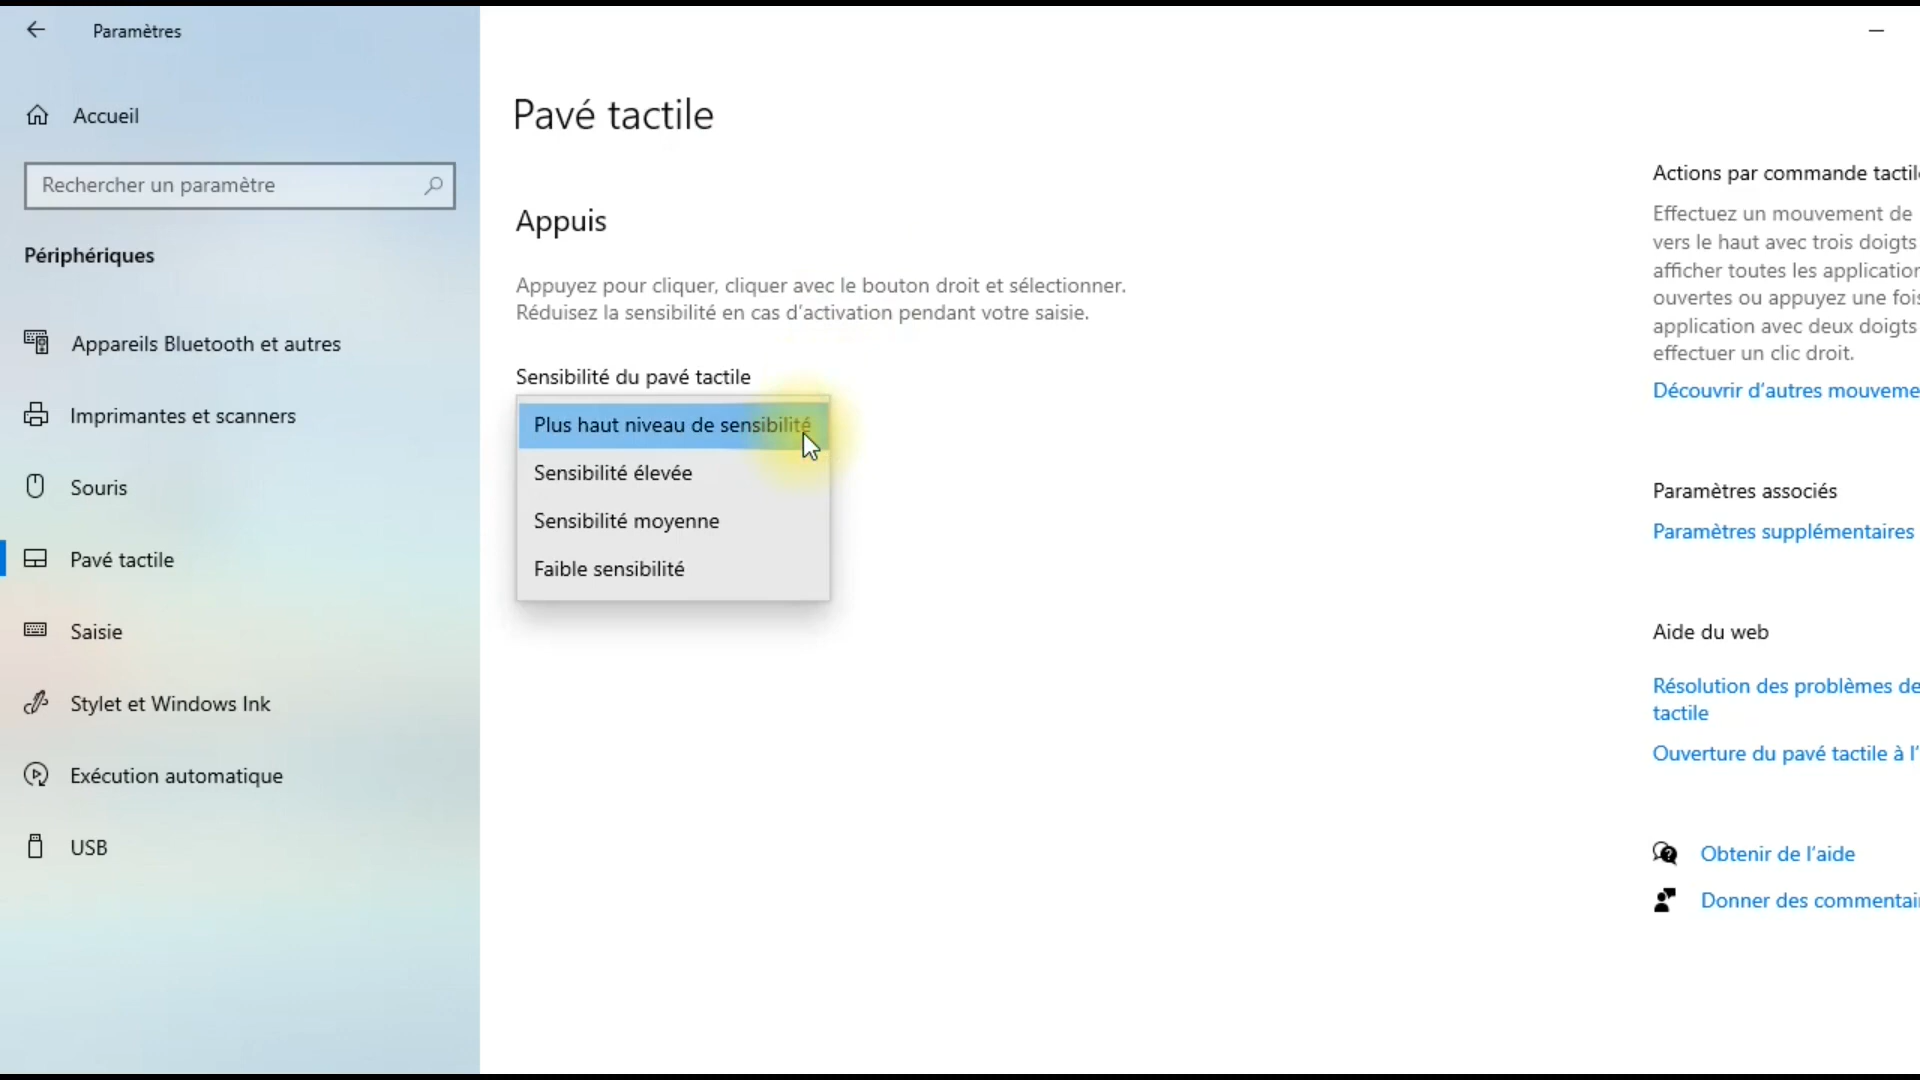 Paramètres
Accueil
Rechercher un paramètre
Périphériques
Appareils Bluetooth et autres
Imprimantes et scanners
Souris
Pavé tactile
Saisie
Stylet et Windows Ink
Exécution automatique
USB
Pavé tactile
Appuis
Appuyez pour cliquer, cliquer avec le bouton droit et sélectionner.
Réduisez la sensibilité en cas d'activation pendant votre saisie.
Sensibilité du pavé tactile
Plus haut niveau de sensibilité
Sensibilité élevée
Sensibilité moyenne
Faible sensibilité
Actions par commande tactile
Effectuez un mouvement de
vers le haut avec trois doigts
afficher toutes les application
ouvertes ou appuyez une fois
application avec deux doigts
effectuer un clic droit.
Découvrir d'autres mouveme
Paramètres associés
Paramètres supplémentaires
Aide du web
Résolution des problèmes de
tactile
Ouverture du pavé tactile à l'
Obtenir de l'aide
Donner des commentai